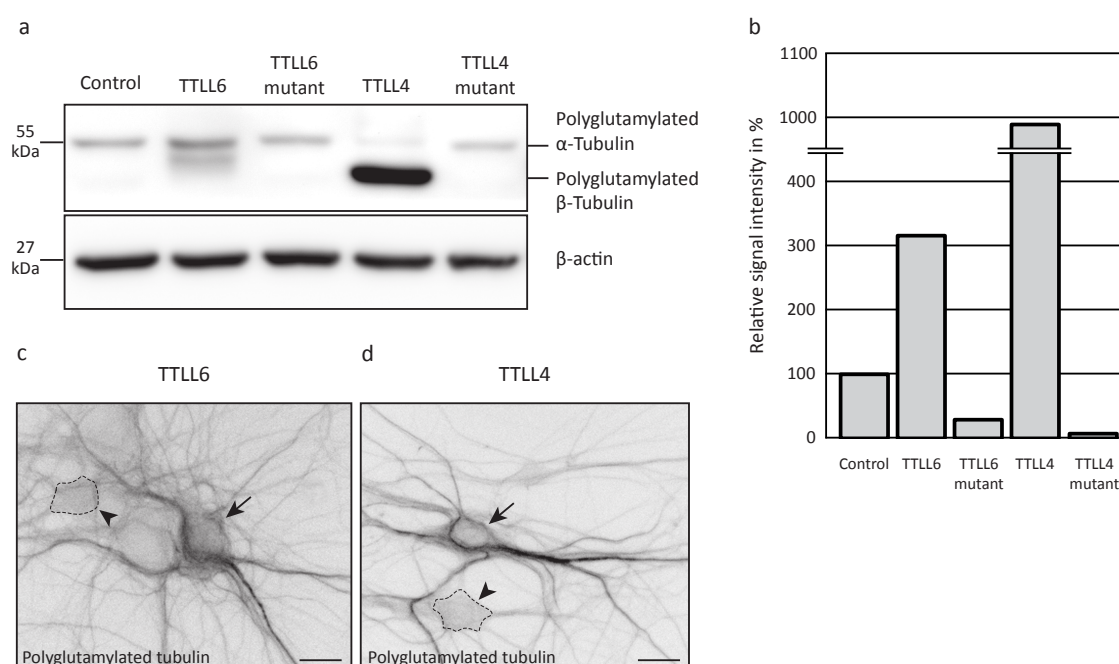 a
Control
TTLL6
TTLL6
mutant
TTLL4
TTLL4
mutant
55
kDa
Polyglutamylated
α-Tubulin
Polyglutamylated
β-Tubulin
27
kDa
β-actin
b
Relative signal intensity in %
1100
1000
400
300
200
100
0
Control
TTLL6
TTLL6
mutant
TTLL4
TTLL4
mutant
c
TTLL6
Polyglutamylated tubulin
d
TTLL4
Polyglutamylated tubulin